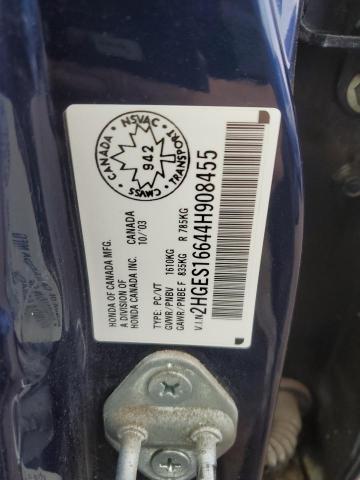 CANADA
NSVAC
TRANSPORT
CMVSS
942
HONDA OF CANADA MFG.
A DIVISION OF
HONDA CANADA INC.
CANADA
10/'03
TYPE: PC/VT
GVWR/PNBV 1610KG
GAWR/PNBE F 835KG R 785KG
V.I.N: 2HGES16644H908455